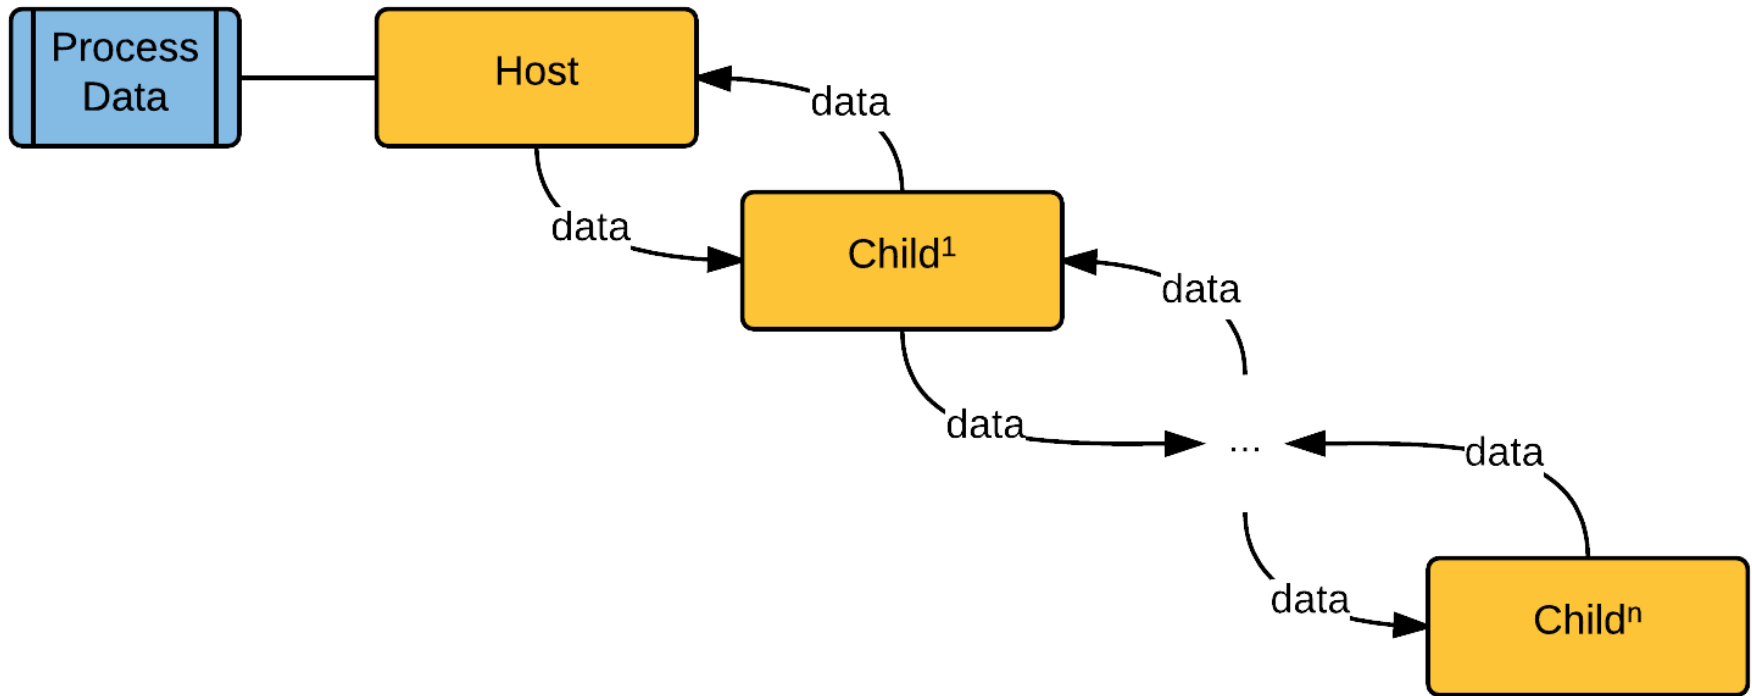 Process
Data
Host
data
data
Child¹
data
data
...
data
data
Childⁿ